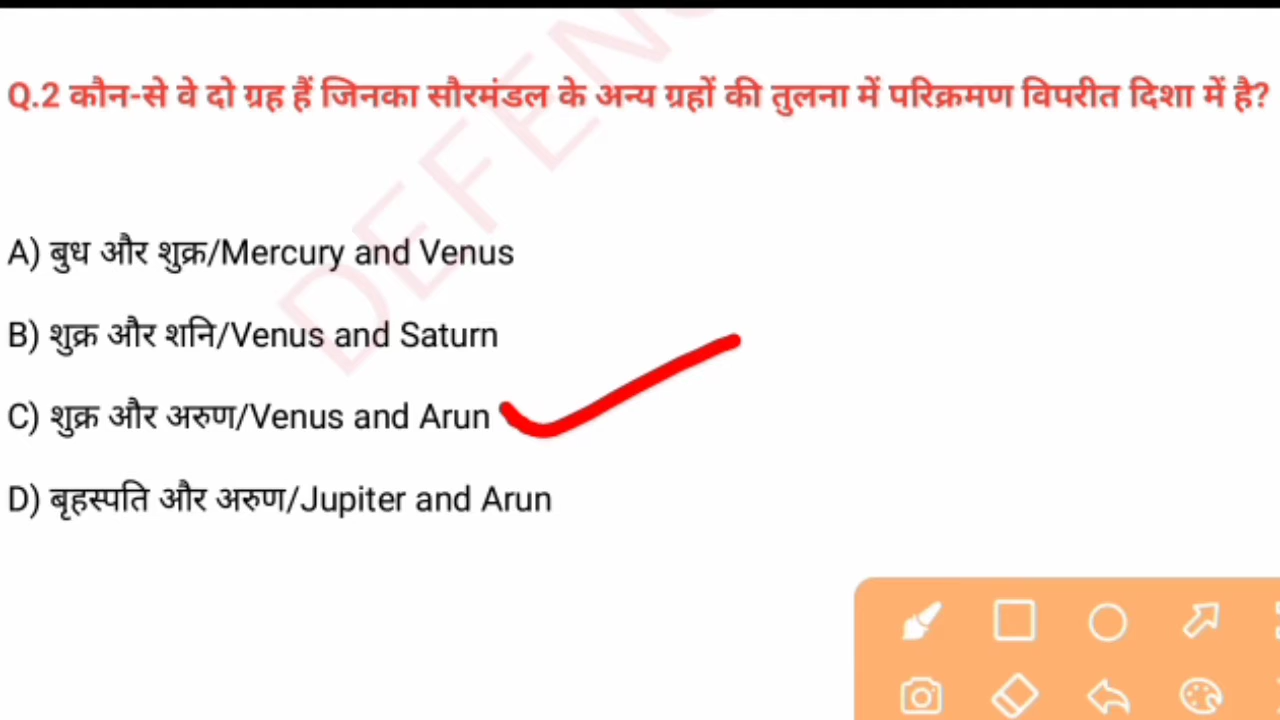 Q.2 कौन-से वे दो ग्रह हैं जिनका सौरमंडल के अन्य ग्रहों की तुलना में परिक्रमण विपरीत दिशा में है?
A) बुध और शुक्र/Mercury and Venus
B) शुक्र और शनि/Venus and Saturn
C) शुक्र और अरुण/Venus and Arun
D) बृहस्पति और अरुण/Jupiter and Arun
DEFENS